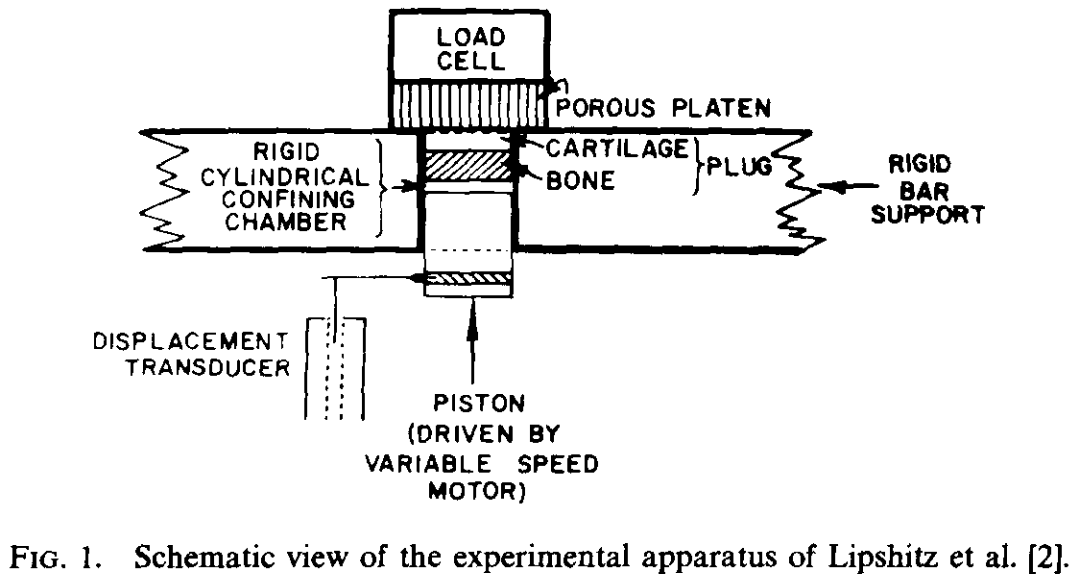 LOAD
CELL
POROUS PLATEN
CARTILAGE
BONE
PLUG
RIGID
CYLINDRICAL
CONFINING
CHAMBER
RIGID
BAR
SUPPORT
DISPLACEMENT
TRANSDUCER
PISTON
(DRIVEN BY
VARIABLE SPEED
MOTOR)
FIG. 1. Schematic view of the experimental apparatus of Lipshitz et al. [2].